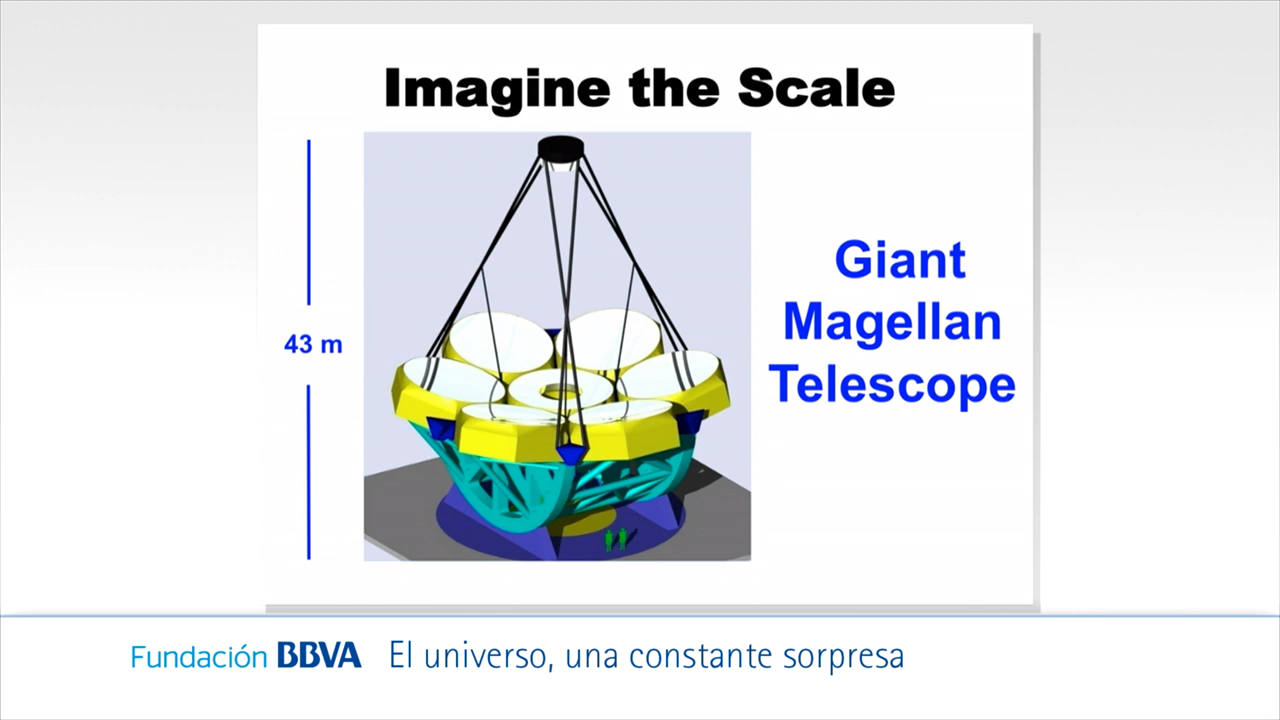 Imagine the Scale
43 m
Giant
Magellan
Telescope
Fundación BBVA El universo, una constante sorpresa